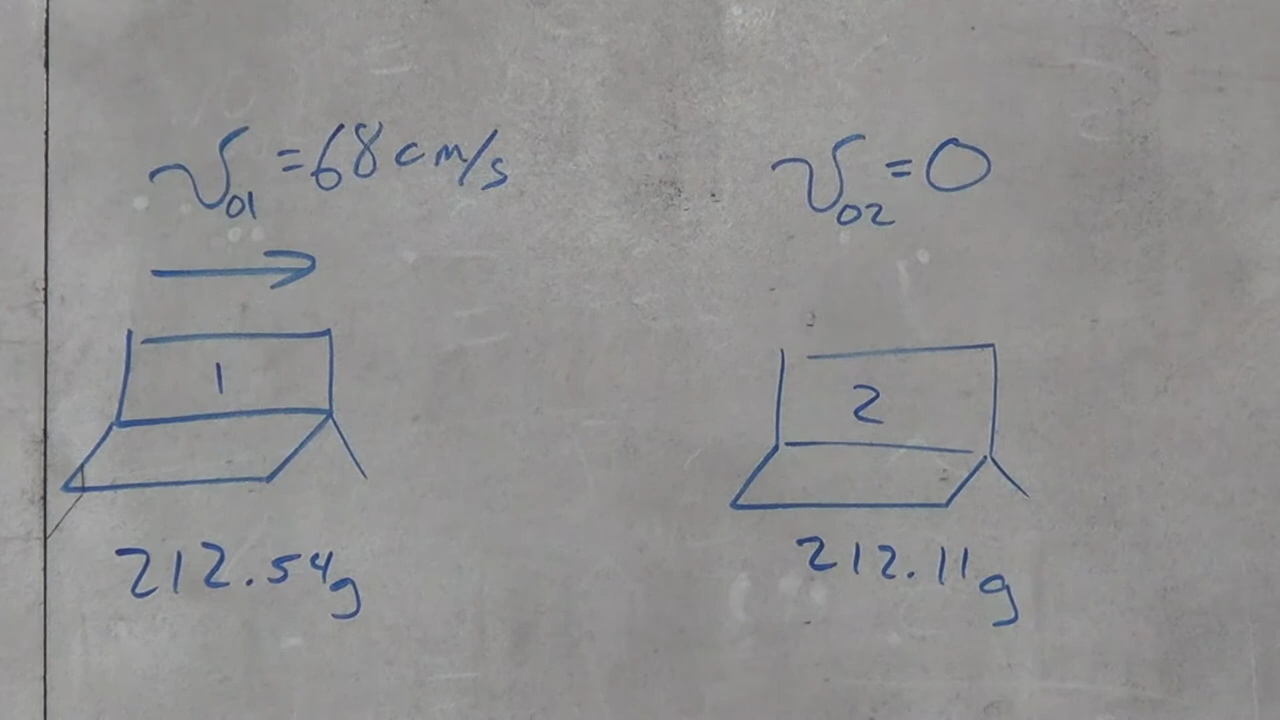 v₀₁ = 68 cm/s
v₀₂ = 0
1
2
212.54g
212.11g